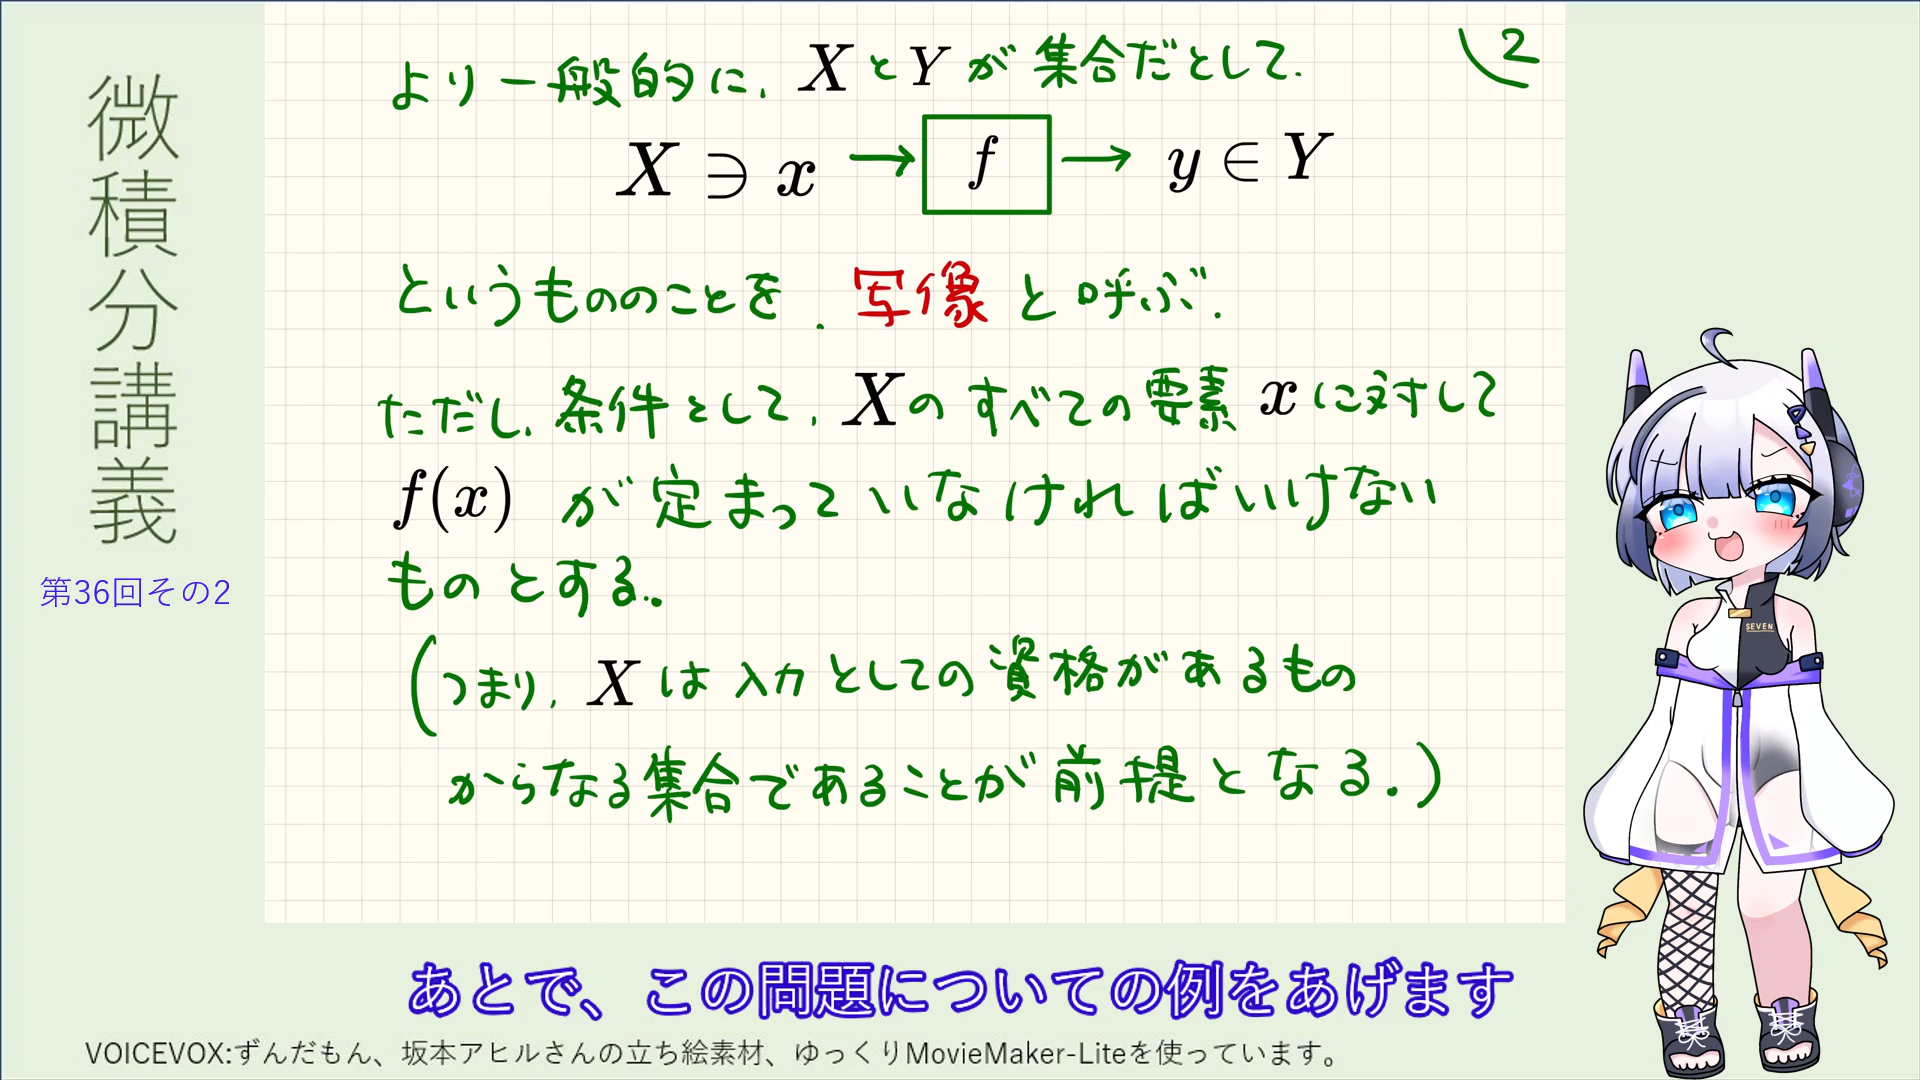 微積分講義
第36回その2
2
より一般的に, XとYが集合だとして.
X∋x → f → y∈Y
というもののことを. 写像と呼ぶ.
ただし, 条件として, Xのすべての要素xに対して
f(x)が定まっていなければいけない
ものとする.
(つまり, Xは入力としての資格があるもの
からなる集合であることが前提となる.)
SEVEN
あとで、この問題についての例をあげます
VOICEVOX:ずんだもん、坂本アヒルさんの立ち絵素材、ゆっくりMovieMaker-Liteを使っています。